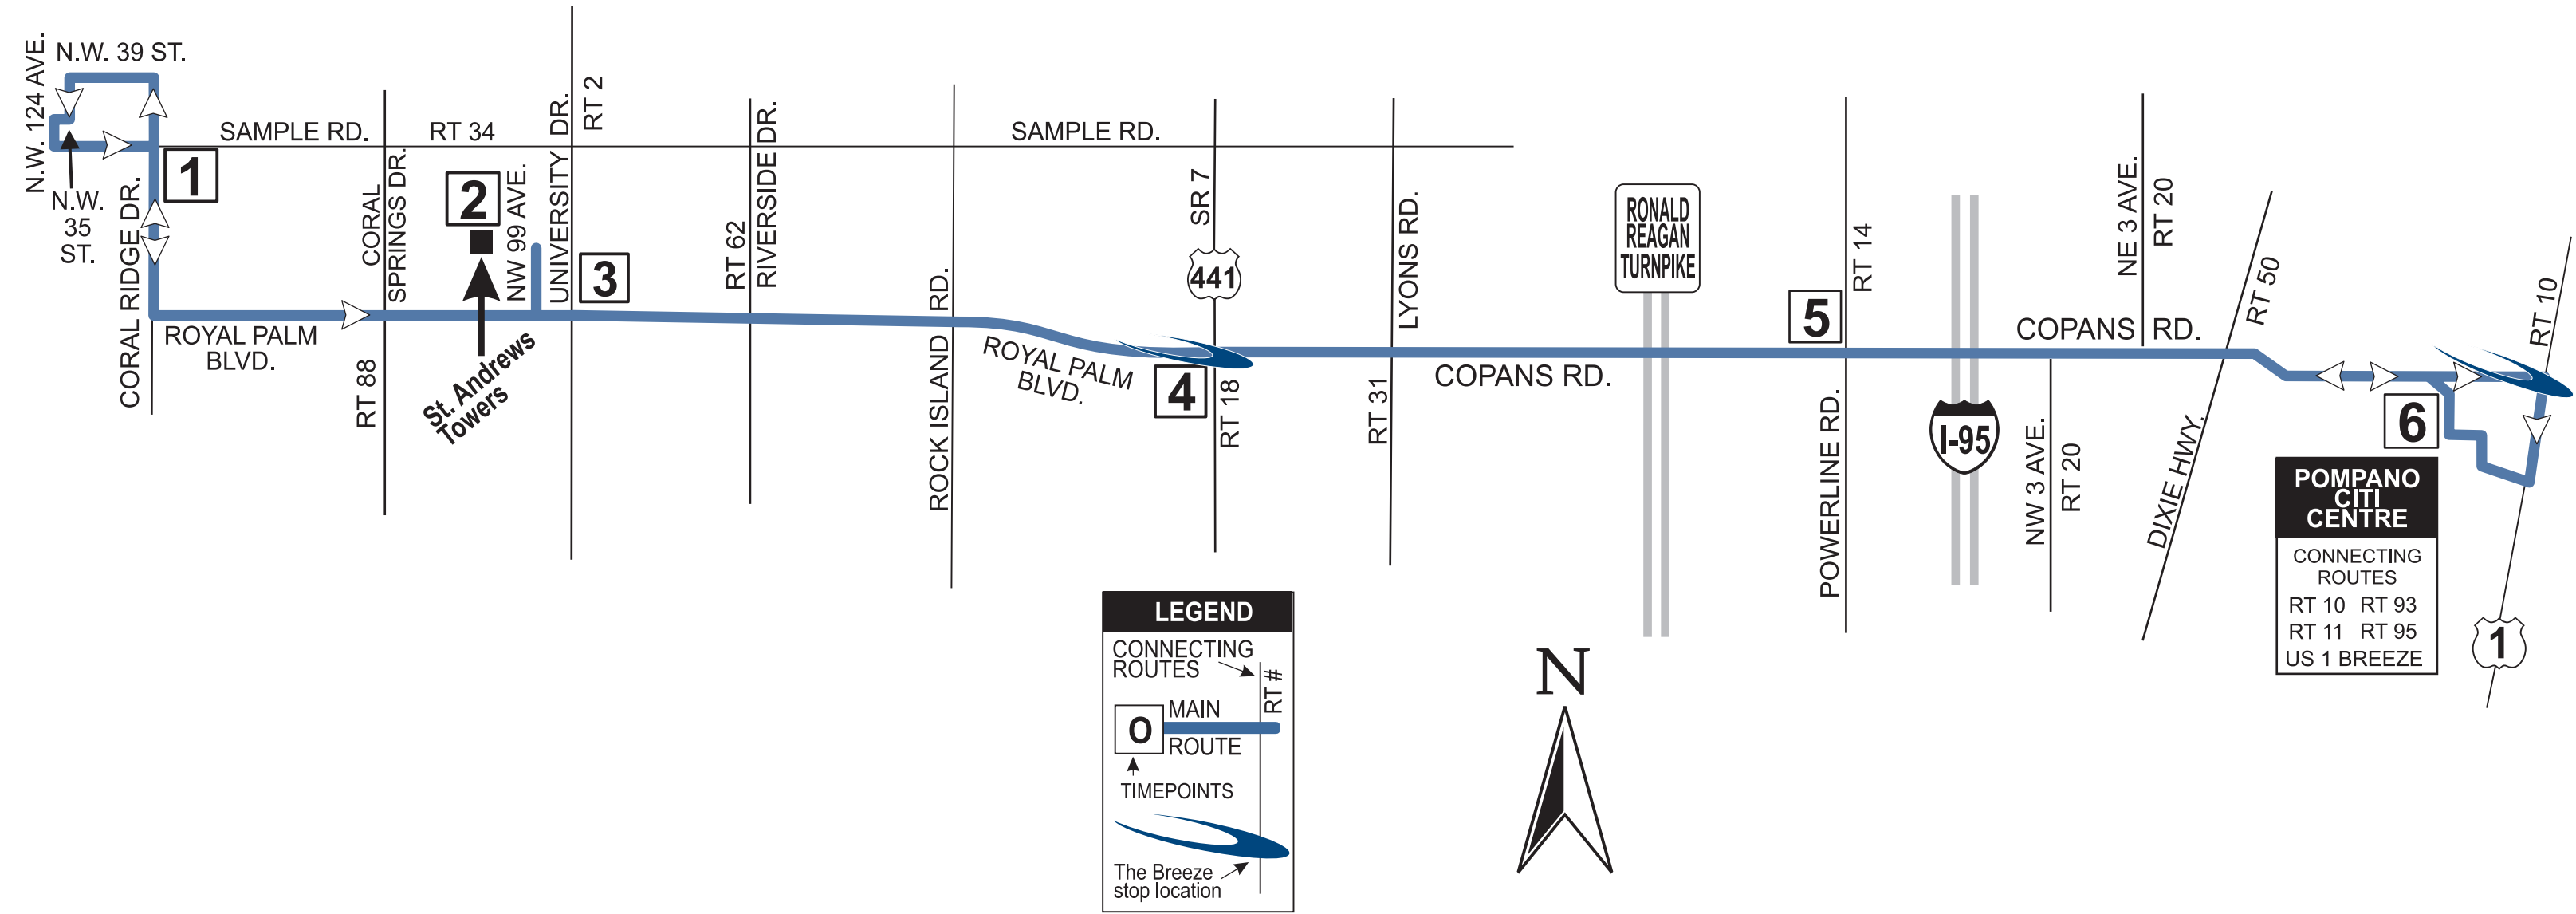 N.W. 39 ST.
N.W. 124 AVE.
N.W.
35
ST.
SAMPLE RD.
RT 34
1
CORAL RIDGE DR.
ROYAL PALM
BLVD.
CORAL
SPRINGS DR.
RT 88
2
St. Andrews
Towers
NW 99 AVE.
UNIVERSITY DR.
RT 2
3
RT 62
RIVERSIDE DR.
ROCK ISLAND RD.
SAMPLE RD.
ROYAL PALM
BLVD.
SR 7
441
4
RT 18
LYONS RD.
RT 31
COPANS RD.
RONALD
REAGAN
TURNPIKE
5
RT 14
POWERLINE RD.
I-95
NE 3 AVE.
RT 20
COPANS RD.
NW 3 AVE.
RT 20
RT 50
DIXIE HWY.
RT 10
6
POMPANO
CITI
CENTRE
CONNECTING
ROUTES
RT 10 RT 93
RT 11 RT 95
US 1 BREEZE
1
LEGEND
CONNECTING
ROUTES
RT #
MAIN
O
ROUTE
TIMEPOINTS
The Breeze
stop location
N